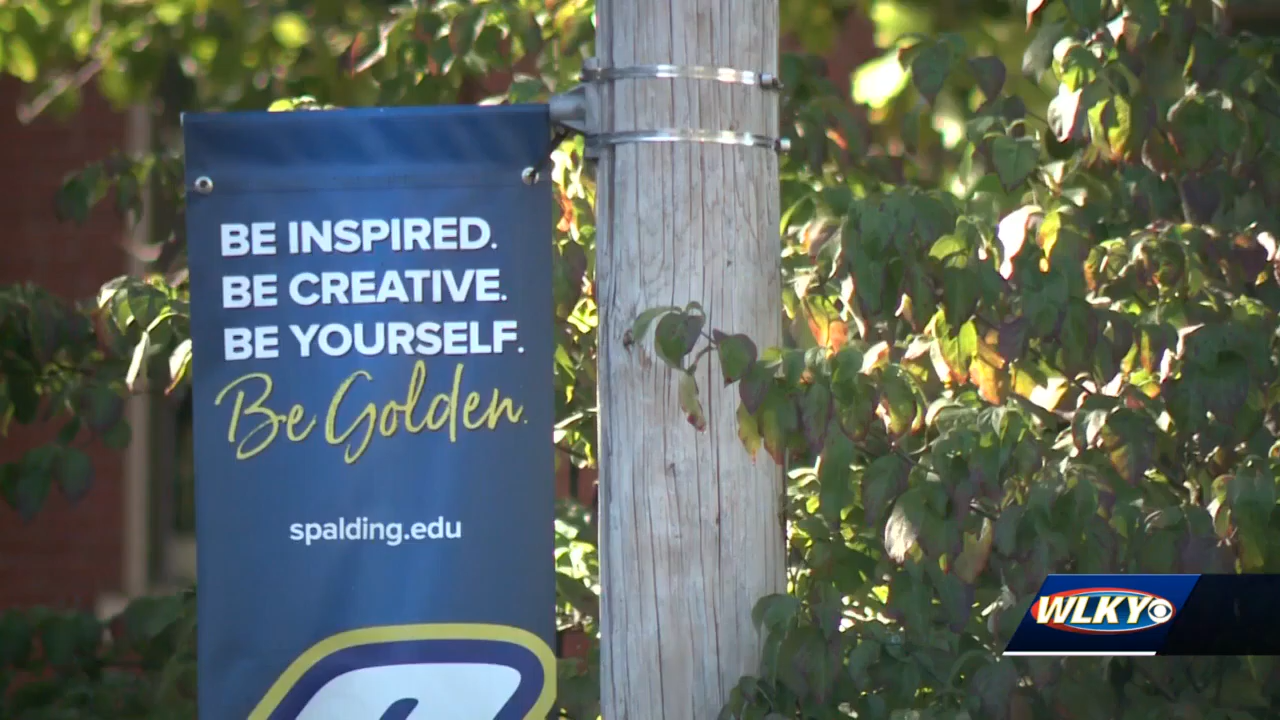 BE INSPIRED.
BE CREATIVE.
BE YOURSELF.
Be Golden.
spalding.edu
WLKY